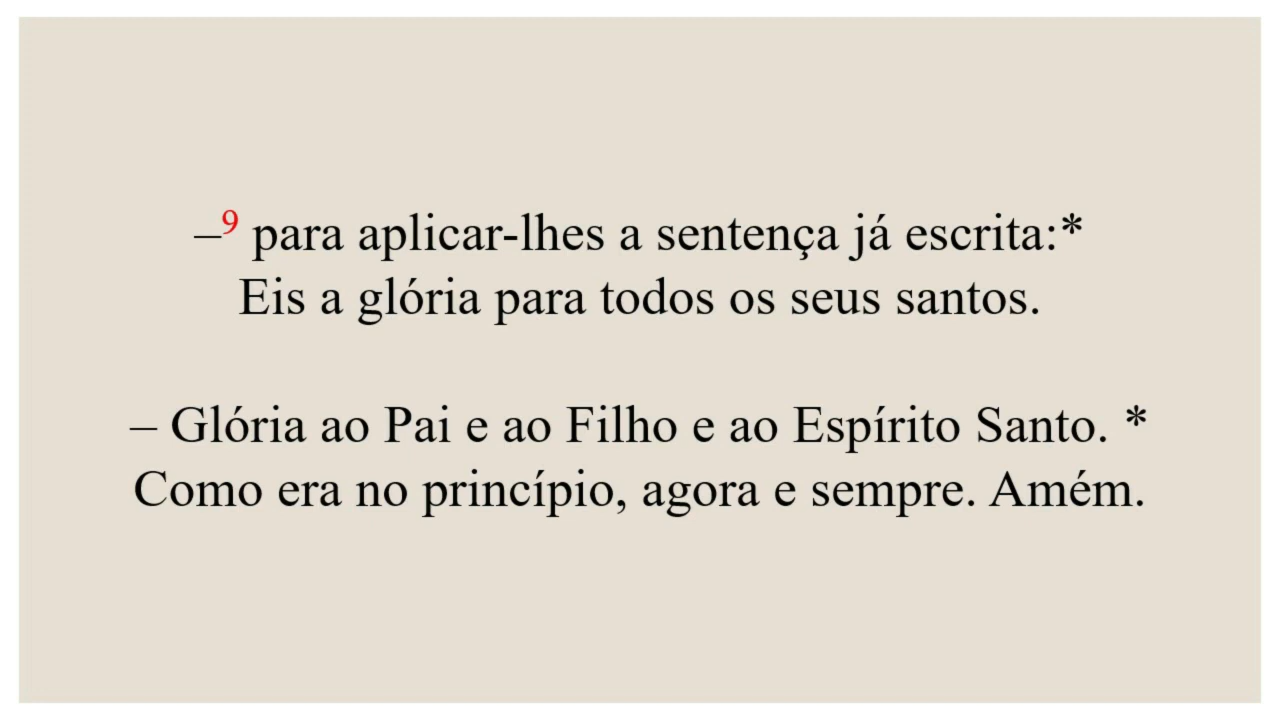 –⁹ para aplicar-lhes a sentença já escrita:*
Eis a glória para todos os seus santos.
– Glória ao Pai e ao Filho e ao Espírito Santo. *
Como era no princípio, agora e sempre. Amém.